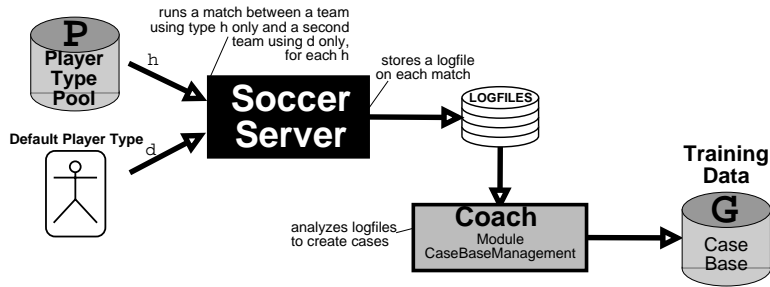 runs a match between a team
using type h only and a second
team using d only,
for each h
P
Player
Type
Pool
h
stores a logfile
on each match
Soccer
Server
LOGFILES
Default Player Type
d
Training
Data
G
Case
Base
analyzes logfiles
to create cases
Coach
Module
CaseBaseManagement